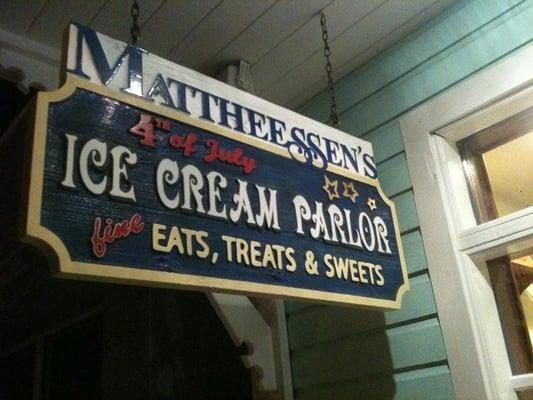 MATTHEESSEN'S
4th of July
ICE CREAM PARLOR
fine EATS, TREATS & SWEETS